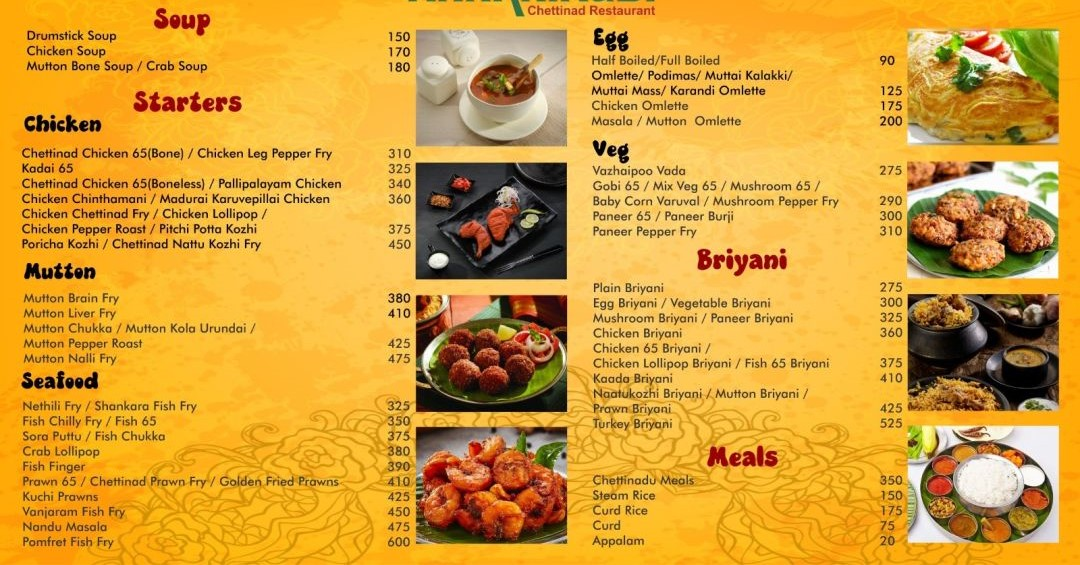 Chettinad Restaurant
Soup
Drumstick Soup 150
Chicken Soup 170
Mutton Bone Soup / Crab Soup 180
Starters
Chicken
Chettinad Chicken 65(Bone) / Chicken Leg Pepper Fry 310
Kadai 65 325
Chettinad Chicken 65(Boneless) / Pallipalayam Chicken 340
Chicken Chinthamani / Madurai Karuvepillai Chicken 360
Chicken Chettinad Fry / Chicken Lollipop /
Chicken Pepper Roast / Pitchi Potta Kozhi 375
Poricha Kozhi / Chettinad Nattu Kozhi Fry 450
Mutton
Mutton Brain Fry 380
Mutton Liver Fry 410
Mutton Chukka / Mutton Kola Urundai /
Mutton Pepper Roast 425
Mutton Nalli Fry 475
Seafood
Nethili Fry / Shankara Fish Fry 325
Fish Chilly Fry / Fish 65 350
Sora Puttu / Fish Chukka 375
Crab Lollipop 380
Fish Finger 390
Prawn 65 / Chettinad Prawn Fry / Golden Fried Prawns 410
Kuchi Prawns 425
Vanjaram Fish Fry 450
Nandu Masala 475
Pomfret Fish Fry 600
Egg
Half Boiled/Full Boiled 90
Omlette/ Podimas/ Muttai Kalakki/
Muttai Mass/ Karandi Omlette 125
Chicken Omlette 175
Masala / Mutton Omlette 200
Veg
Vazhaipoo Vada 275
Gobi 65 / Mix Veg 65 / Mushroom 65 /
Baby Corn Varuval / Mushroom Pepper Fry 290
Paneer 65 / Paneer Burji 300
Paneer Pepper Fry 310
Briyani
Plain Briyani 275
Egg Briyani / Vegetable Briyani 300
Mushroom Briyani / Paneer Briyani 325
Chicken Briyani 360
Chicken 65 Briyani /
Chicken Lollipop Briyani / Fish 65 Briyani 375
Kaada Briyani 410
Naatukozhi Briyani / Mutton Briyani /
Prawn Briyani 425
Turkey Briyani 525
Meals
Chettinadu Meals 350
Steam Rice 150
Curd Rice 175
Curd 75
Appalam 20